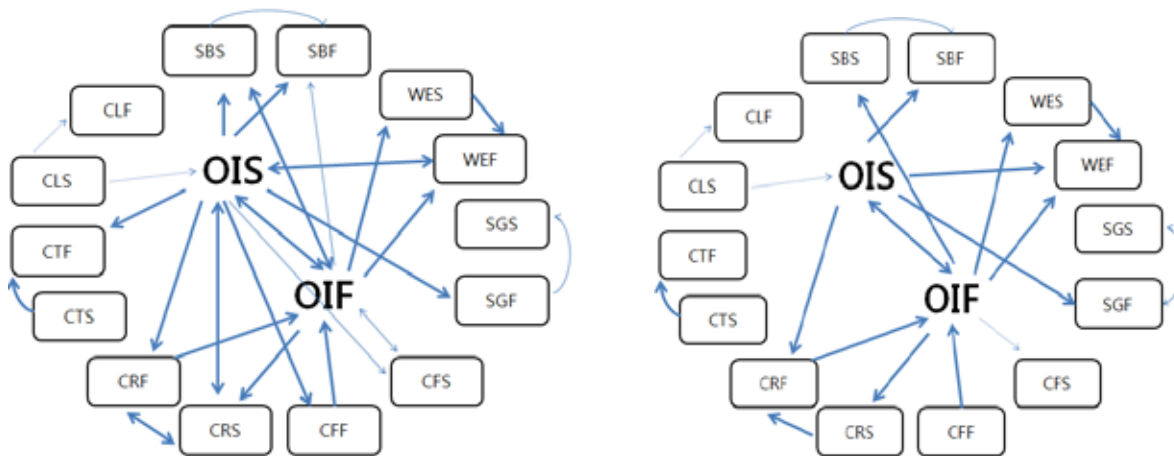 SBS
SBF
WES
CLF
WEF
OIS
CLS
SGS
CTF
SGF
OIF
CTS
CRF
CFS
CRS
CFF
SBS
SBF
WES
CLF
WEF
OIS
CLS
SGS
CTF
SGF
OIF
CTS
CRF
CFS
CRS
CFF